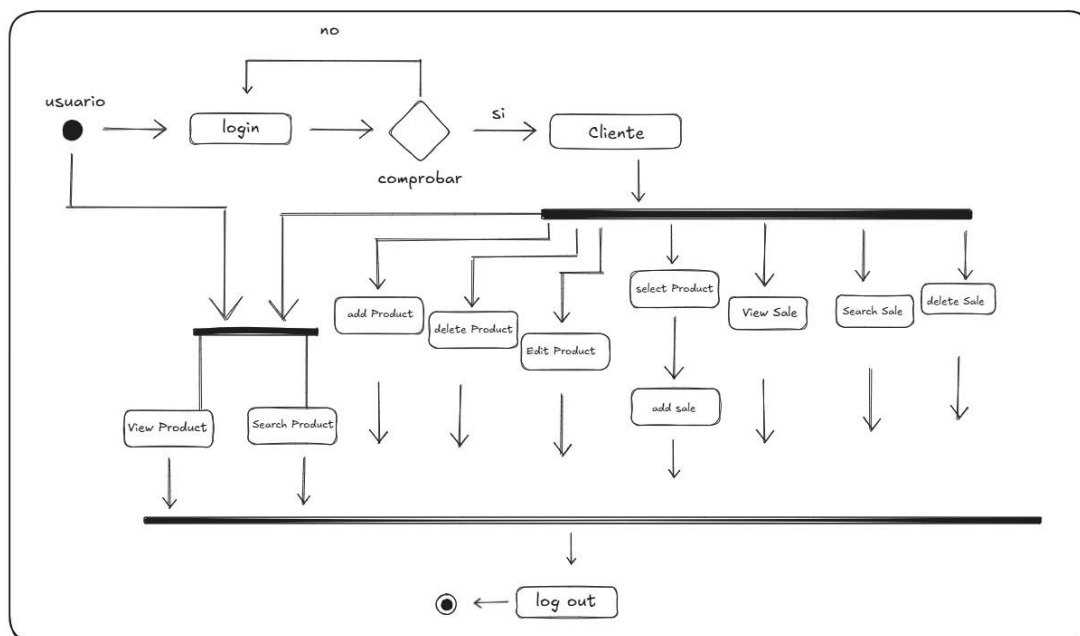 no
usuario
login
si
Cliente
comprobar
add Product
delete Product
Edit Product
select Product
View Sale
Search Sale
delete Sale
View Product
Search Product
add sale
log out